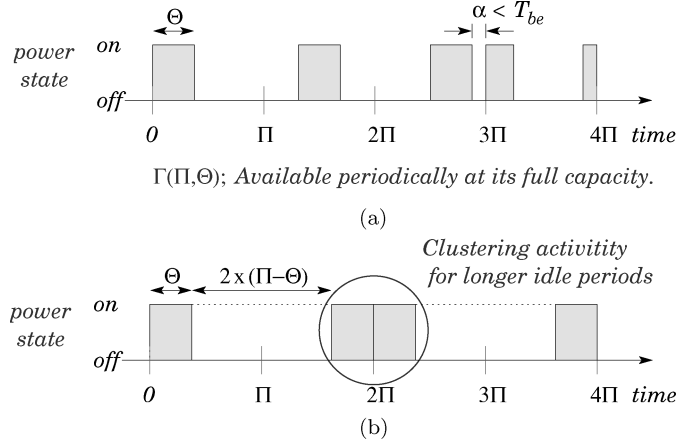 Θ
α < T_be
power
state
on
off
0 Π 2Π 3Π 4Π time
Γ(Π,Θ); Available periodically at its full capacity.
(a)
Clustering activitity
for longer idle periods
Θ
2 x (Π−Θ)
power
state
on
off
0 Π 2Π 3Π 4Π time
(b)